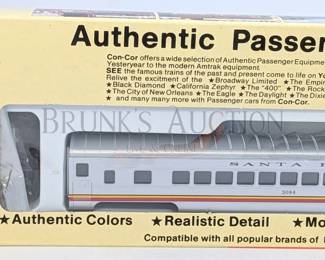 Authentic Passe
Con-Cor offers a wide selection of Authentic Passenger Equipme
Yesteryear to the modern Amtrak equipment.
SEE the famous trains of the past and present come to life on Y
Relive the excitment of the ★ Broadway Limited ★ The Empir
★ Black Diamond ★ California Zephyr ★ The "400" ★ The Rock
★ The City of New Orleans ★ The Eagle ★ The Daylight ★ The Dixie
★ and many many more with Passenger cars from Con-Cor.
BRUNK'S AUCTION
SANTA
★ Authentic Colors ★ Realistic Detail ★ Mo
Compatible with all popular brands of